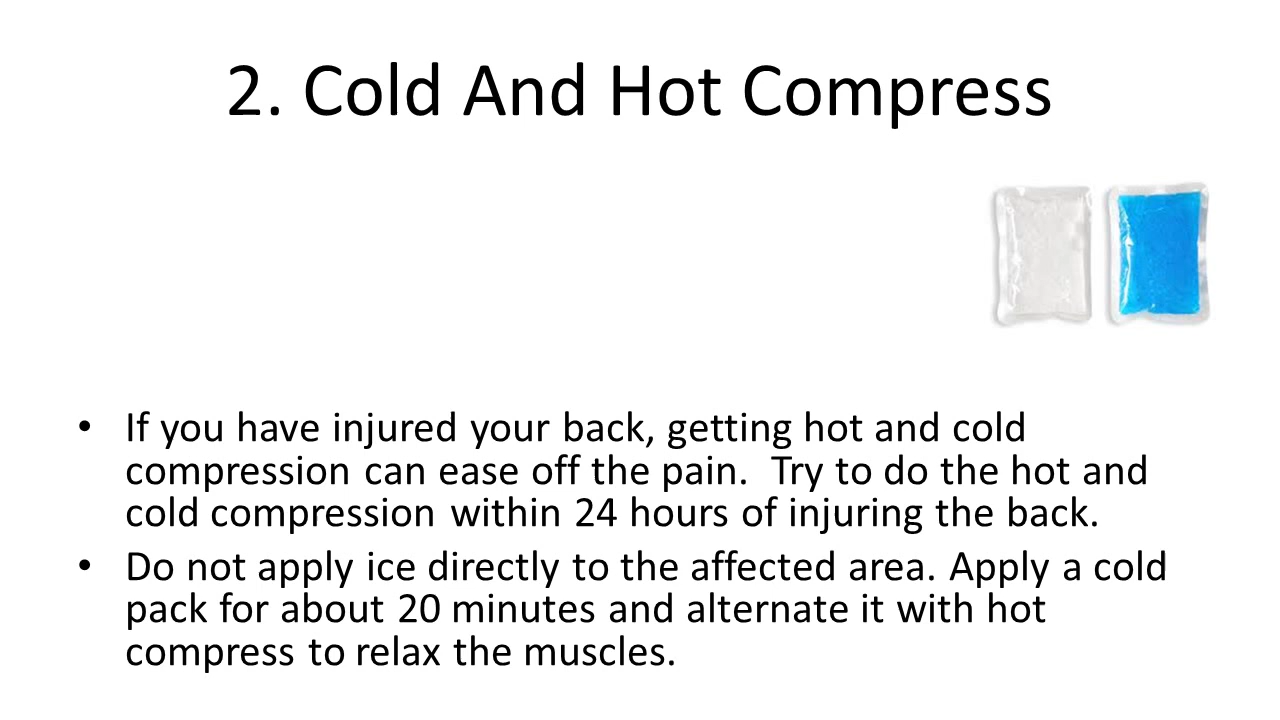 2. Cold And Hot Compress
• If you have injured your back, getting hot and cold
compression can ease off the pain.  Try to do the hot and
cold compression within 24 hours of injuring the back.
• Do not apply ice directly to the affected area. Apply a cold
pack for about 20 minutes and alternate it with hot
compress to relax the muscles.